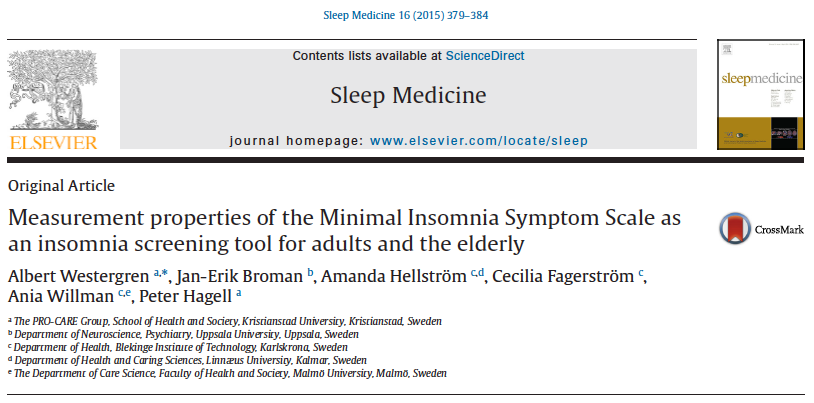 Sleep Medicine 16 (2015) 379–384
Contents lists available at ScienceDirect
Sleep Medicine
journal homepage: www.elsevier.com/locate/sleep
ELSEVIER
sleepmedicine
Original Article
Measurement properties of the Minimal Insomnia Symptom Scale as
an insomnia screening tool for adults and the elderly
CrossMark
Albert Westergren a,*, Jan-Erik Broman b, Amanda Hellström c,d, Cecilia Fagerström c,
Ania Willman c,e, Peter Hagell a
a The PRO-CARE Group, School of Health and Society, Kristianstad University, Kristianstad, Sweden
b Department of Neuroscience, Psychiatry, Uppsala University, Uppsala, Sweden
c Department of Health, Blekinge Institute of Technology, Karlskrona, Sweden
d Department of Health and Caring Sciences, Linnæus University, Kalmar, Sweden
e The Department of Care Science, Faculty of Health and Society, Malmö University, Malmö, Sweden